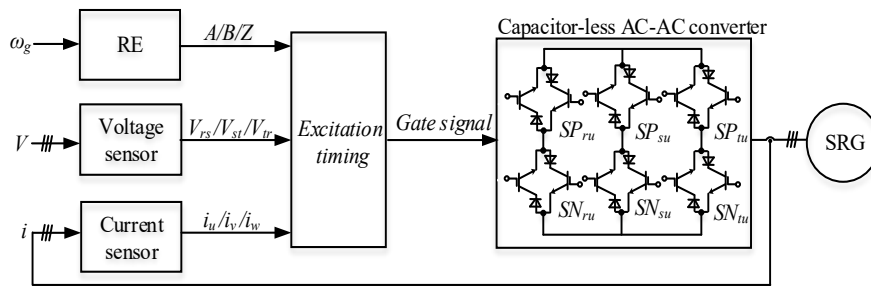 Capacitor-less AC-AC converter
ω_g
RE
A/B/Z
V
Voltage
sensor
V_rs/V_st/V_tr
i
Current
sensor
i_u/i_v/i_w
Excitation
timing
Gate signal
SP_ru
SP_su
SP_tu
SN_ru
SN_su
SN_tu
SRG